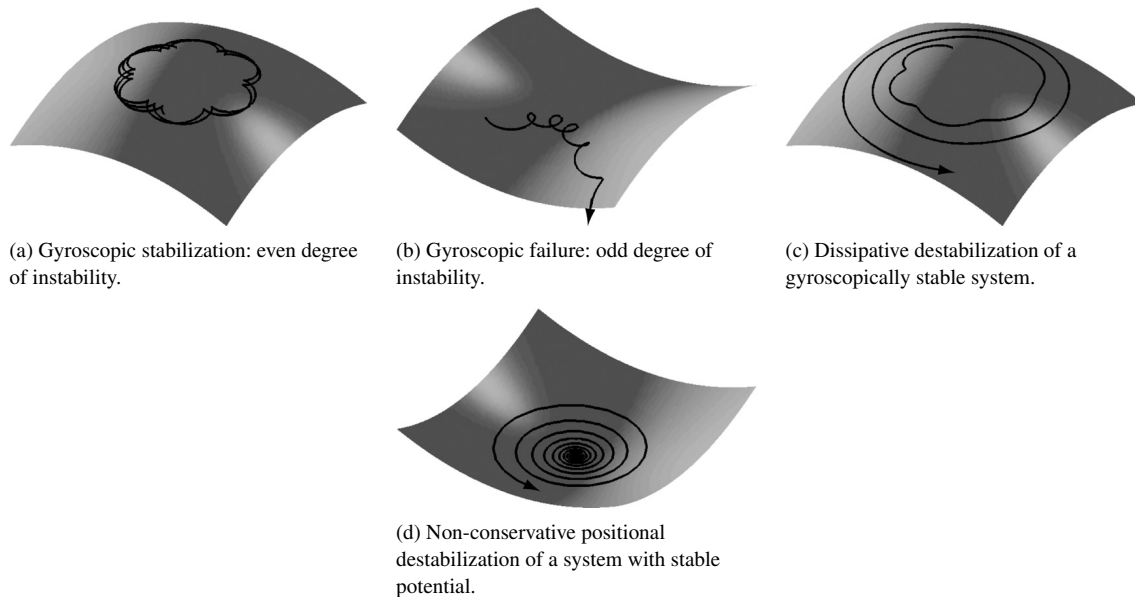 (a) Gyroscopic stabilization: even degree
of instability.
(b) Gyroscopic failure: odd degree of
instability.
(c) Dissipative destabilization of a
gyroscopically stable system.
(d) Non-conservative positional
destabilization of a system with stable
potential.